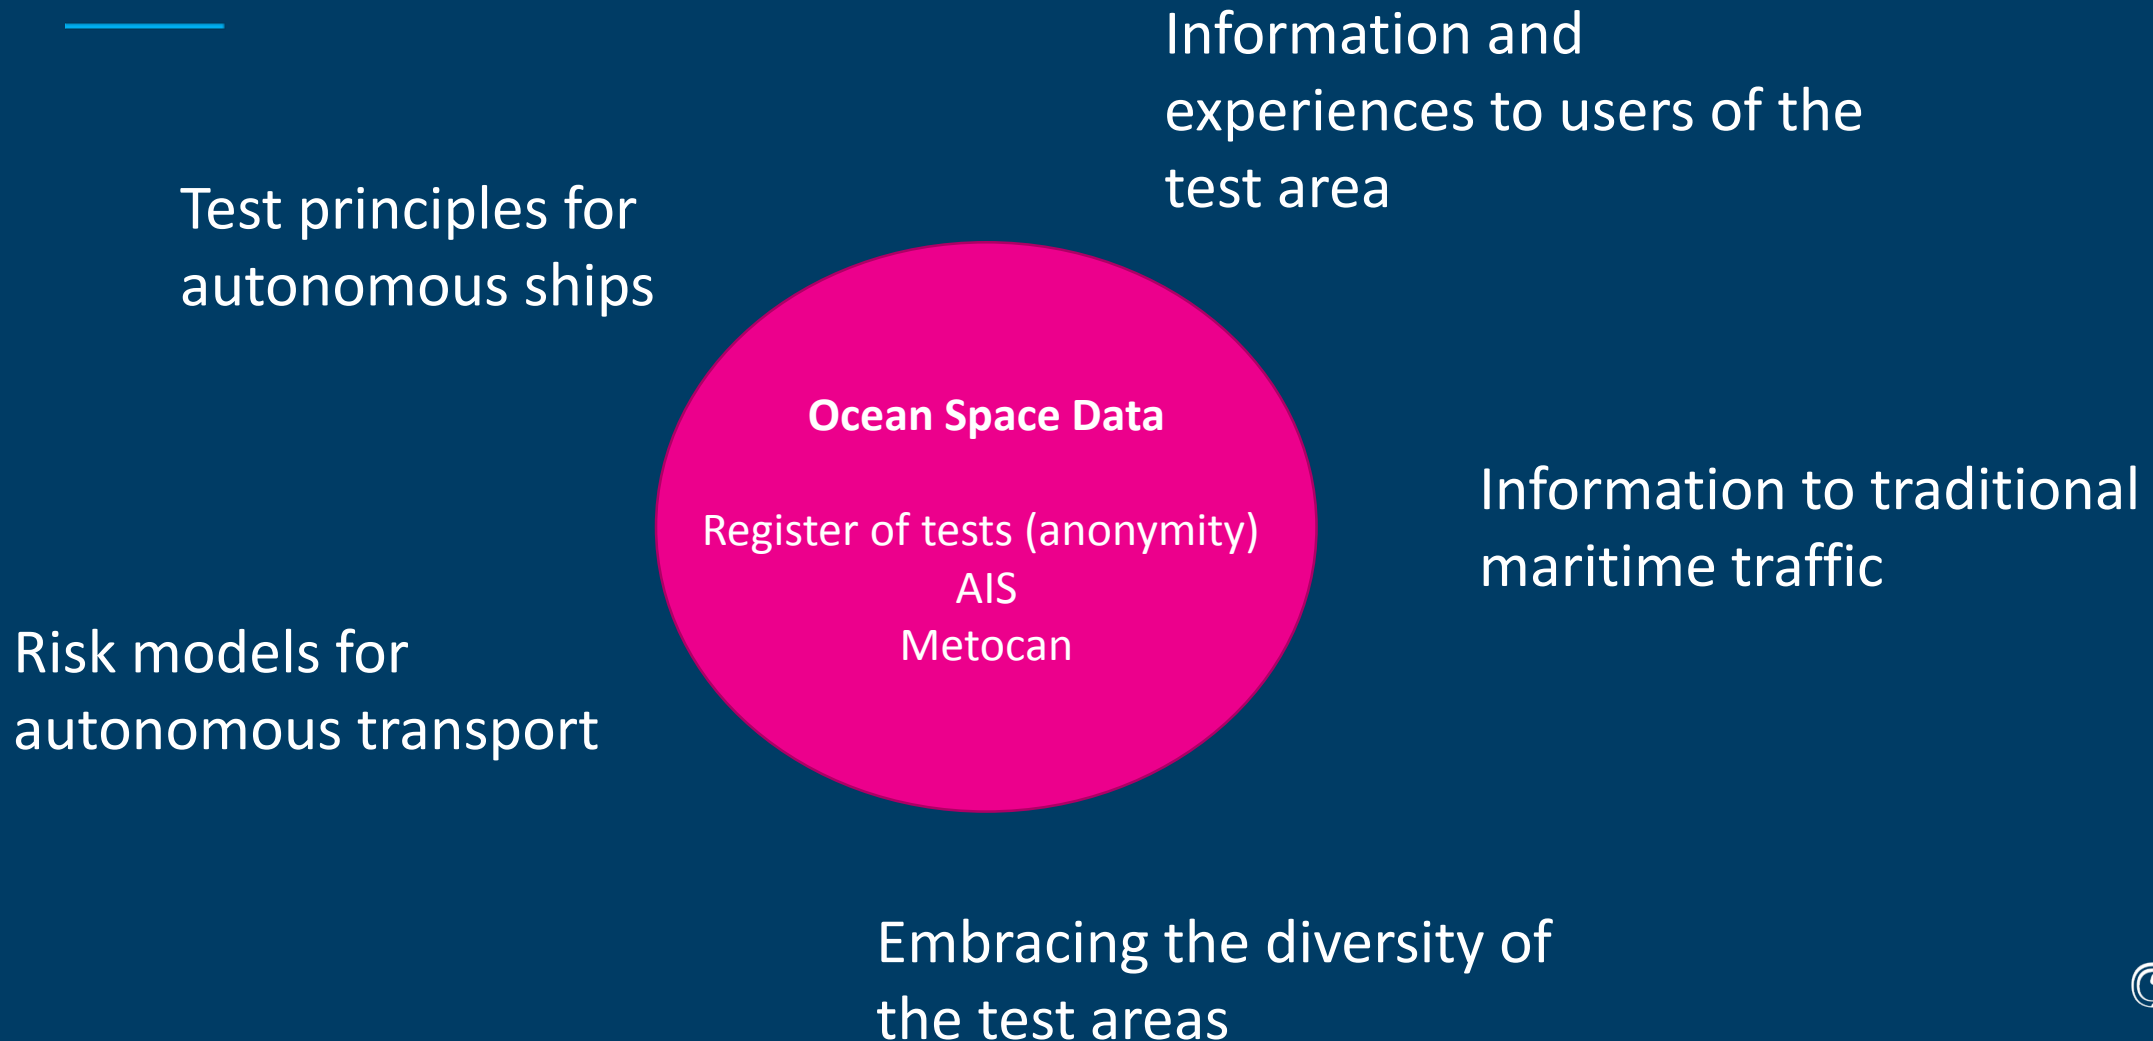 Information and
experiences to users of the
test area
Test principles for
autonomous ships
Ocean Space Data
Register of tests (anonymity)
AIS
Metocan
Information to traditional
maritime traffic
Risk models for
autonomous transport
Embracing the diversity of
the test areas